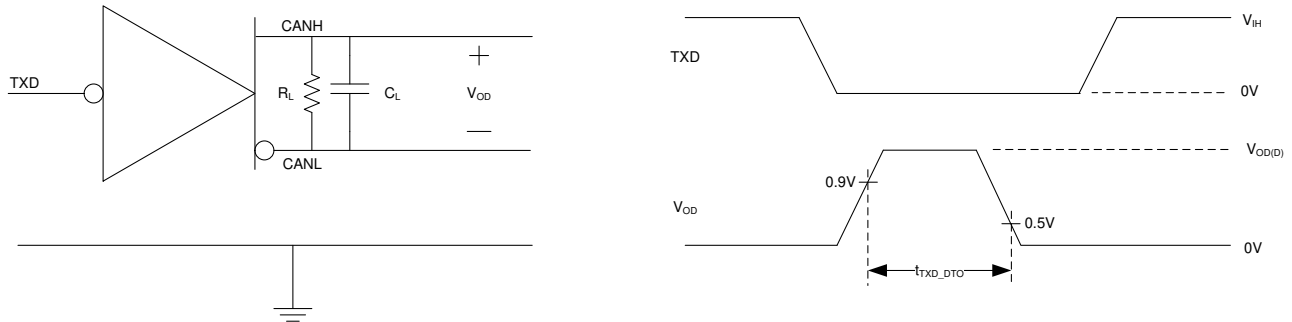 CANH
TXD
R_L
C_L
+
V_OD
—
CANL
TXD
V_IH
0V
V_OD(D)
0.9V
V_OD
0.5V
0V
t_TXD_DTO